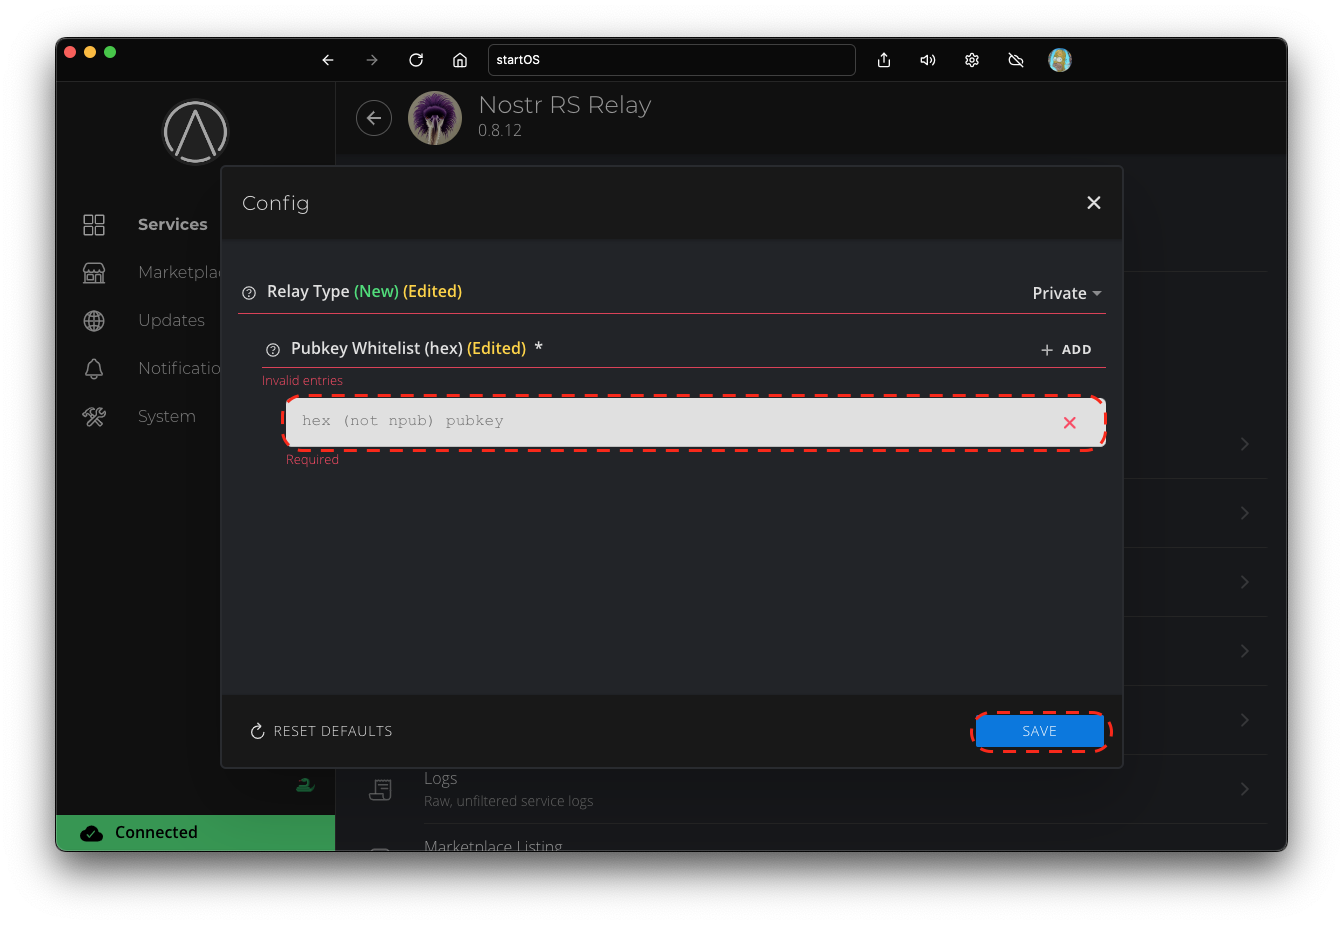 startOS
Nostr RS Relay
0.8.12
Config
Services
Marketplac
Updates
Notificatio
System
Relay Type (New) (Edited)
Private
Pubkey Whitelist (hex) (Edited) *
ADD
Invalid entries
hex (not npub) pubkey
Required
RESET DEFAULTS
SAVE
Logs
Raw, unfiltered service logs
Marketplace Listing
Connected